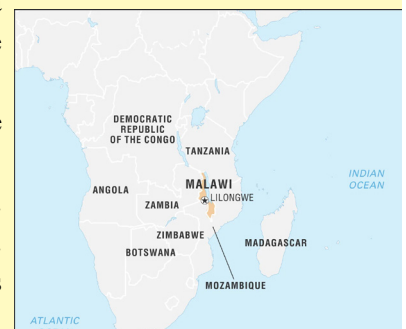 DEMOCRATIC
REPUBLIC
OF THE CONGO
TANZANIA
INDIAN
OCEAN
ANGOLA
MALAWI
LILONGWE
ZAMBIA
ZIMBABWE
MADAGASCAR
BOTSWANA
MOZAMBIQUE
ATLANTIC